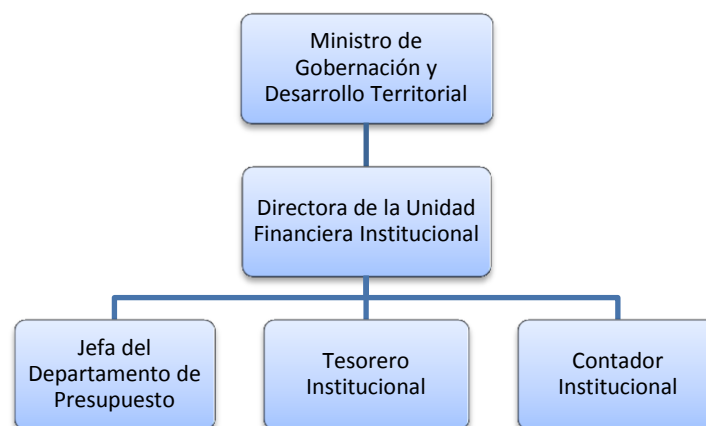 Ministro de
Gobernación y
Desarrollo Territorial
Directora de la Unidad
Financiera Institucional
Jefa del
Departamento de
Presupuesto
Tesorero
Institucional
Contador
Institucional